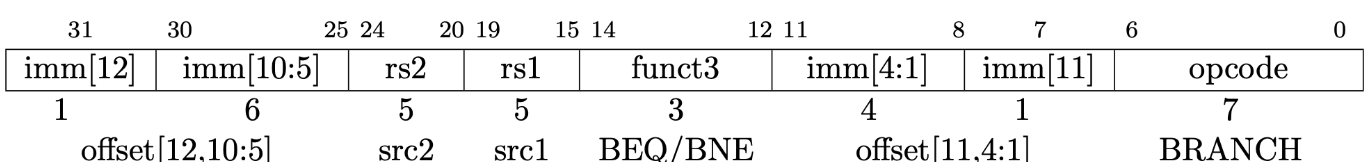 31 30 25 24 20 19 15 14 12 11 8 7 6 0
imm[12] imm[10:5] rs2 rs1 funct3 imm[4:1] imm[11] opcode
1 6 5 5 3 4 1 7
offset[12,10:5] src2 src1 BEQ/BNE offset[11,4:1] BRANCH